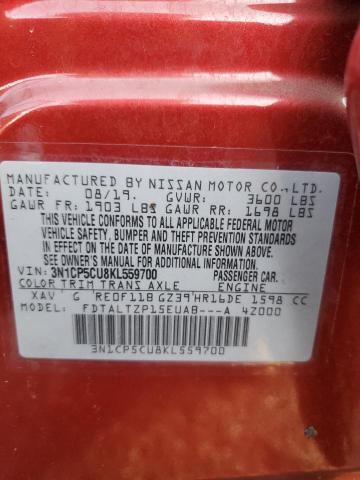 MANUFACTURED BY NISSAN MOTOR CO.,LTD.
DATE: 08/19. GVWR: 3600 LBS
GAWR FR: 1903 LBS GAWR RR: 1698 LBS
THIS VEHICLE CONFORMS TO ALL APPLICABLE FEDERAL MOTOR
VEHICLE SAFETY, BUMPER, AND THEFT PREVENTION STANDARDS
IN EFFECT ON THE DATE OF MANUFACTURE SHOWN ABOVE.
SEE OWNER'S MANUAL FOR ADDITIONAL INFORMATION
VIN: 3N1CP5CU8KL559700 PASSENGER CAR.
COLOR TRIM TRANS AXLE ENGINE
XAV G RE0F11B GZ39 HR16DE 1598 CC
MODEL: FDTALTZP15EUAB---A 4Z000
3N1CP5CU8KL559700